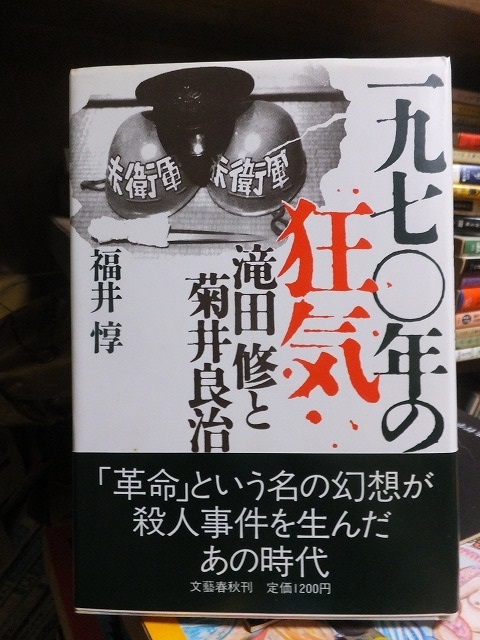 一九七〇年の
狂気
滝田修と
菊井良治
福井惇
赤衛軍
赤衛軍
「革命」という名の幻想が
殺人事件を生んだ
あの時代
文藝春秋刊 定価1200円